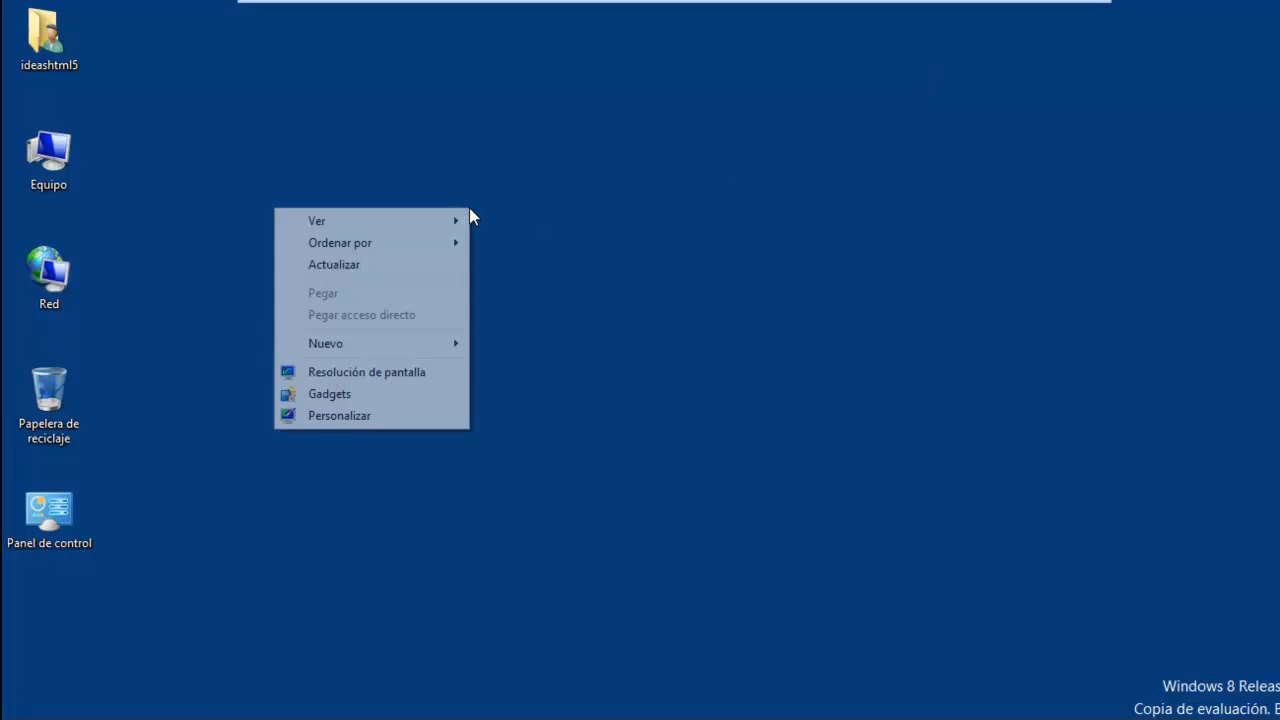 ideashtml5
Equipo
Red
Papelera de
reciclaje
Panel de control
Ver
Ordenar por
Actualizar
Pegar
Pegar acceso directo
Nuevo
Resolución de pantalla
Gadgets
Personalizar
Windows 8
Copia de evaluación.